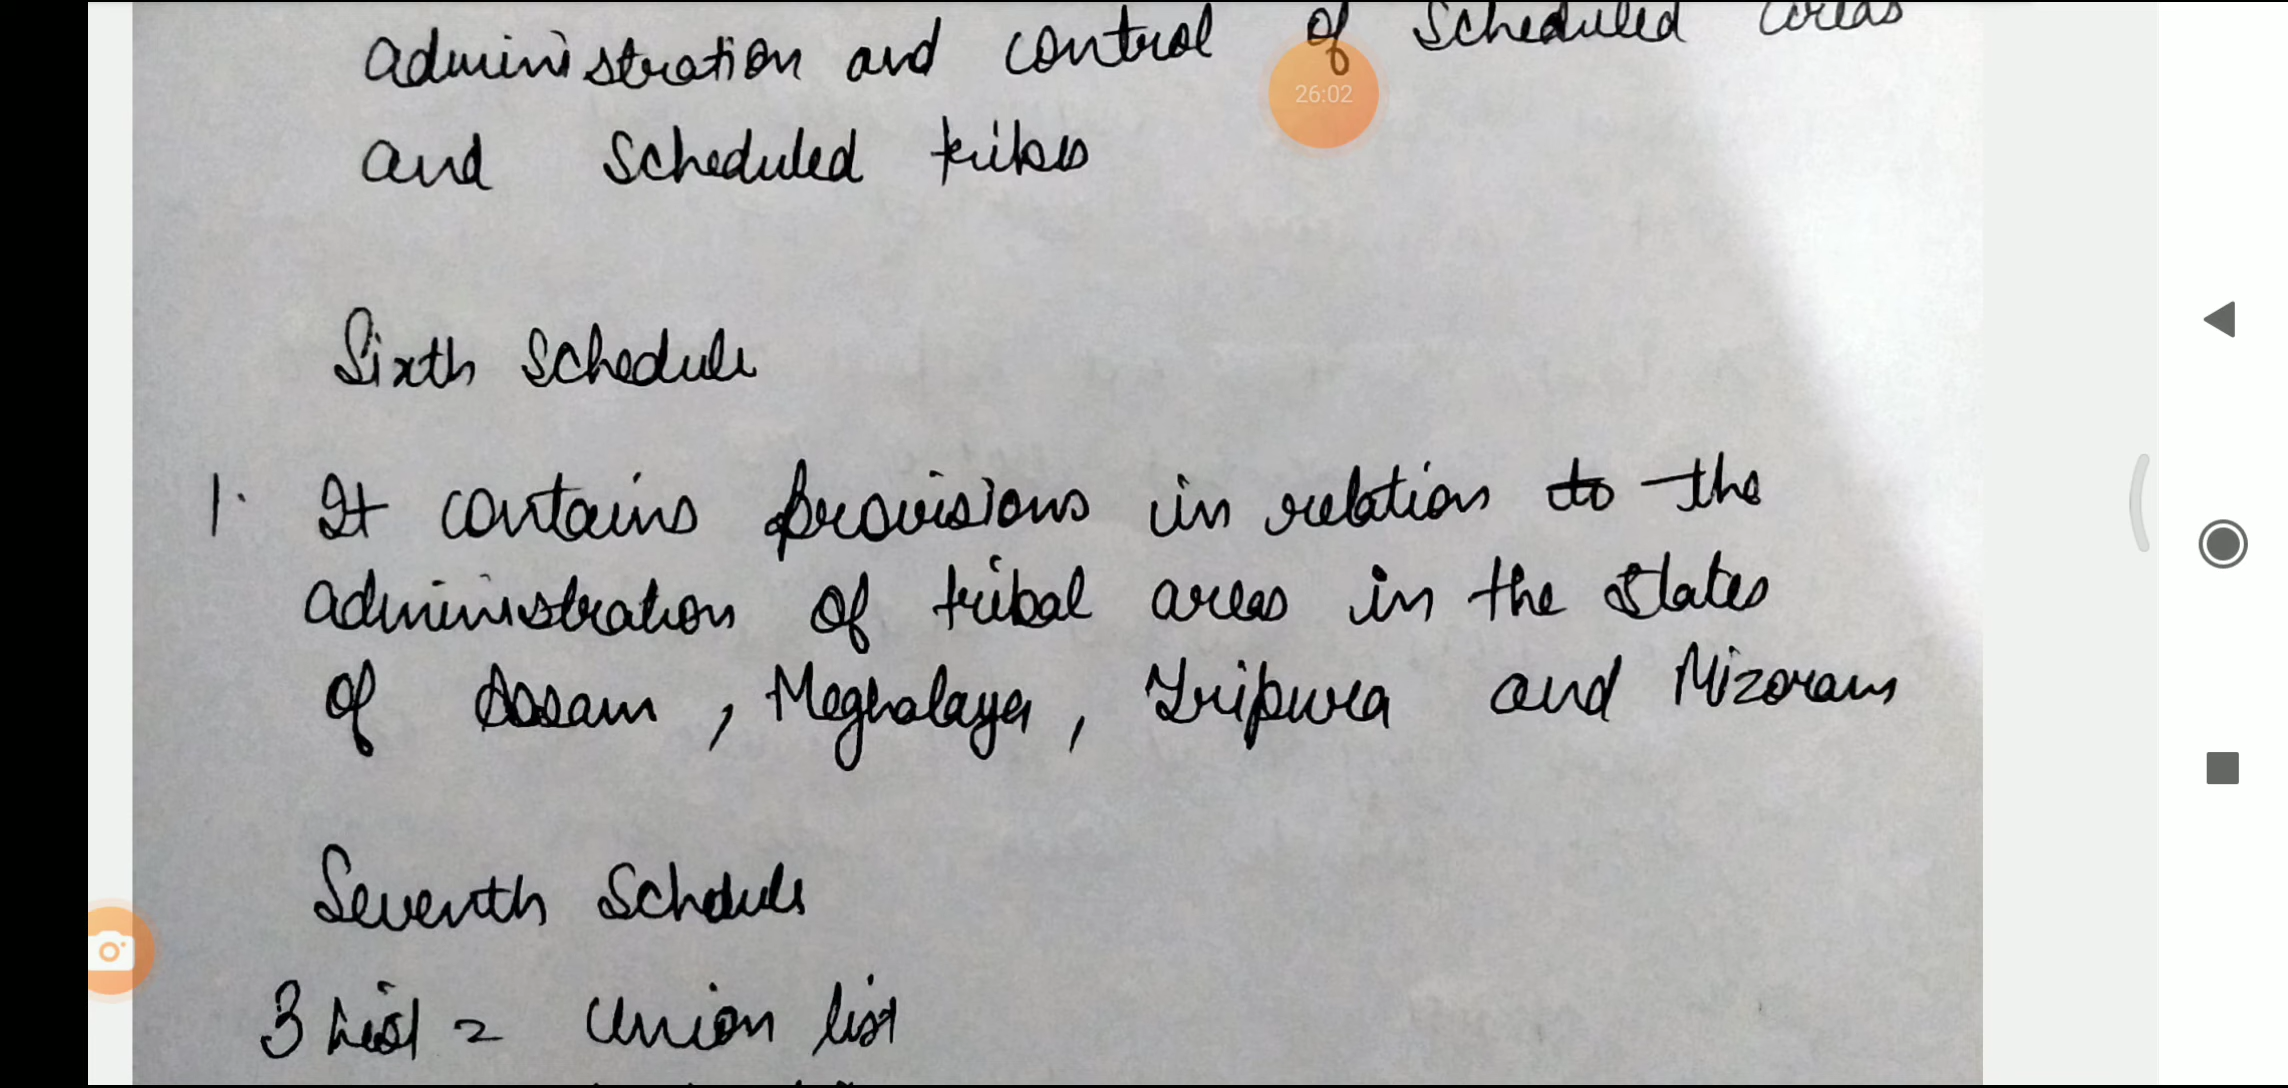 administration and control of Scheduled areas
26:02
and Scheduled tribes
Sixth Schedule
1. It contains provisions in relation to the
administration of tribal areas in the States
of Assam, Meghalaya, Tripura and Mizoram
Seventh Schedule
3 List = Union list